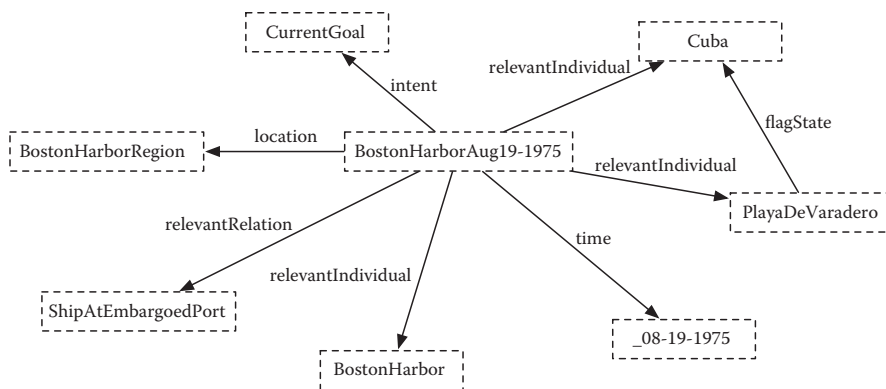 CurrentGoal
Cuba
intent
relevantIndividual
flagState
location
BostonHarborRegion
BostonHarborAug19-1975
relevantIndividual
PlayaDeVaradero
relevantRelation
time
relevantIndividual
ShipAtEmbargoedPort
_08-19-1975
BostonHarbor